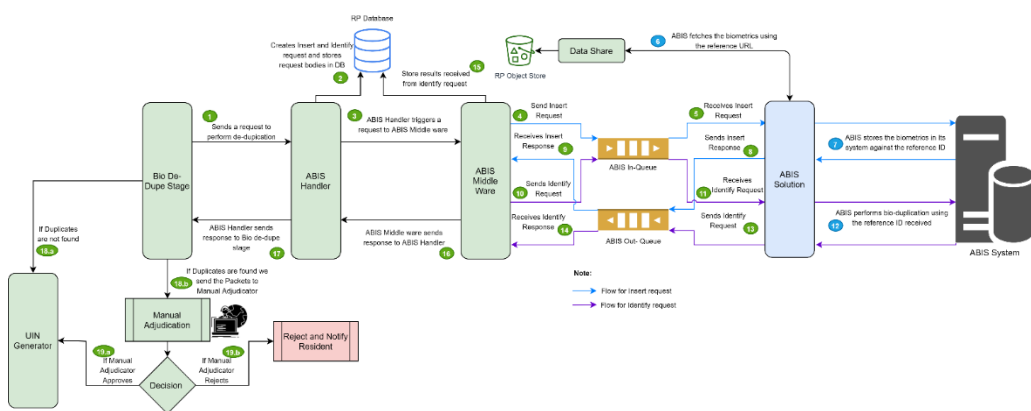 RP Database
Creates Insert and Identify
request and stores
request bodies in DB
2
15
Store results received
from identify request
RP Object Store
Data Share
6
ABIS fetches the biometrics using
the reference URL
1
Sends a request to
perform de-duplication
3
ABIS Handler triggers a
request to ABIS Middle ware
4
Send Insert
Request
5
Receives Insert
Request
Receives Insert
Response
9
ABIS In-Queue
Sends Insert
Response
8
7
ABIS stores the biometrics in Its
system against the reference ID
Bio De-
Dupe Stage
ABIS
Handler
ABIS
Middle
Ware
ABIS
Solution
10
Sends Identify
Request
11
Receives
Identify Request
If Duplicates
are not found
18.a
ABIS Handler sends
response to Bio de-dupe
stage
17
ABIS Middle ware sends
response to ABIS Handler
16
Receives Identify
Response
14
ABIS Out- Queue
Sends Identify
Request
13
ABIS performs bio-duplication using
the reference ID received
12
ABIS System
18.b
If Duplicates are found we
send the Packets to
Manual Adjudicator
Note:
Flow for Insert request
Flow for Identify request
UIN
Generator
Manual
Adjudication
Reject and Notify
Resident
19.a
If Manual
Adjudicator
Approves
Decision
19.b
If Manual
Adjudicator
Rejects